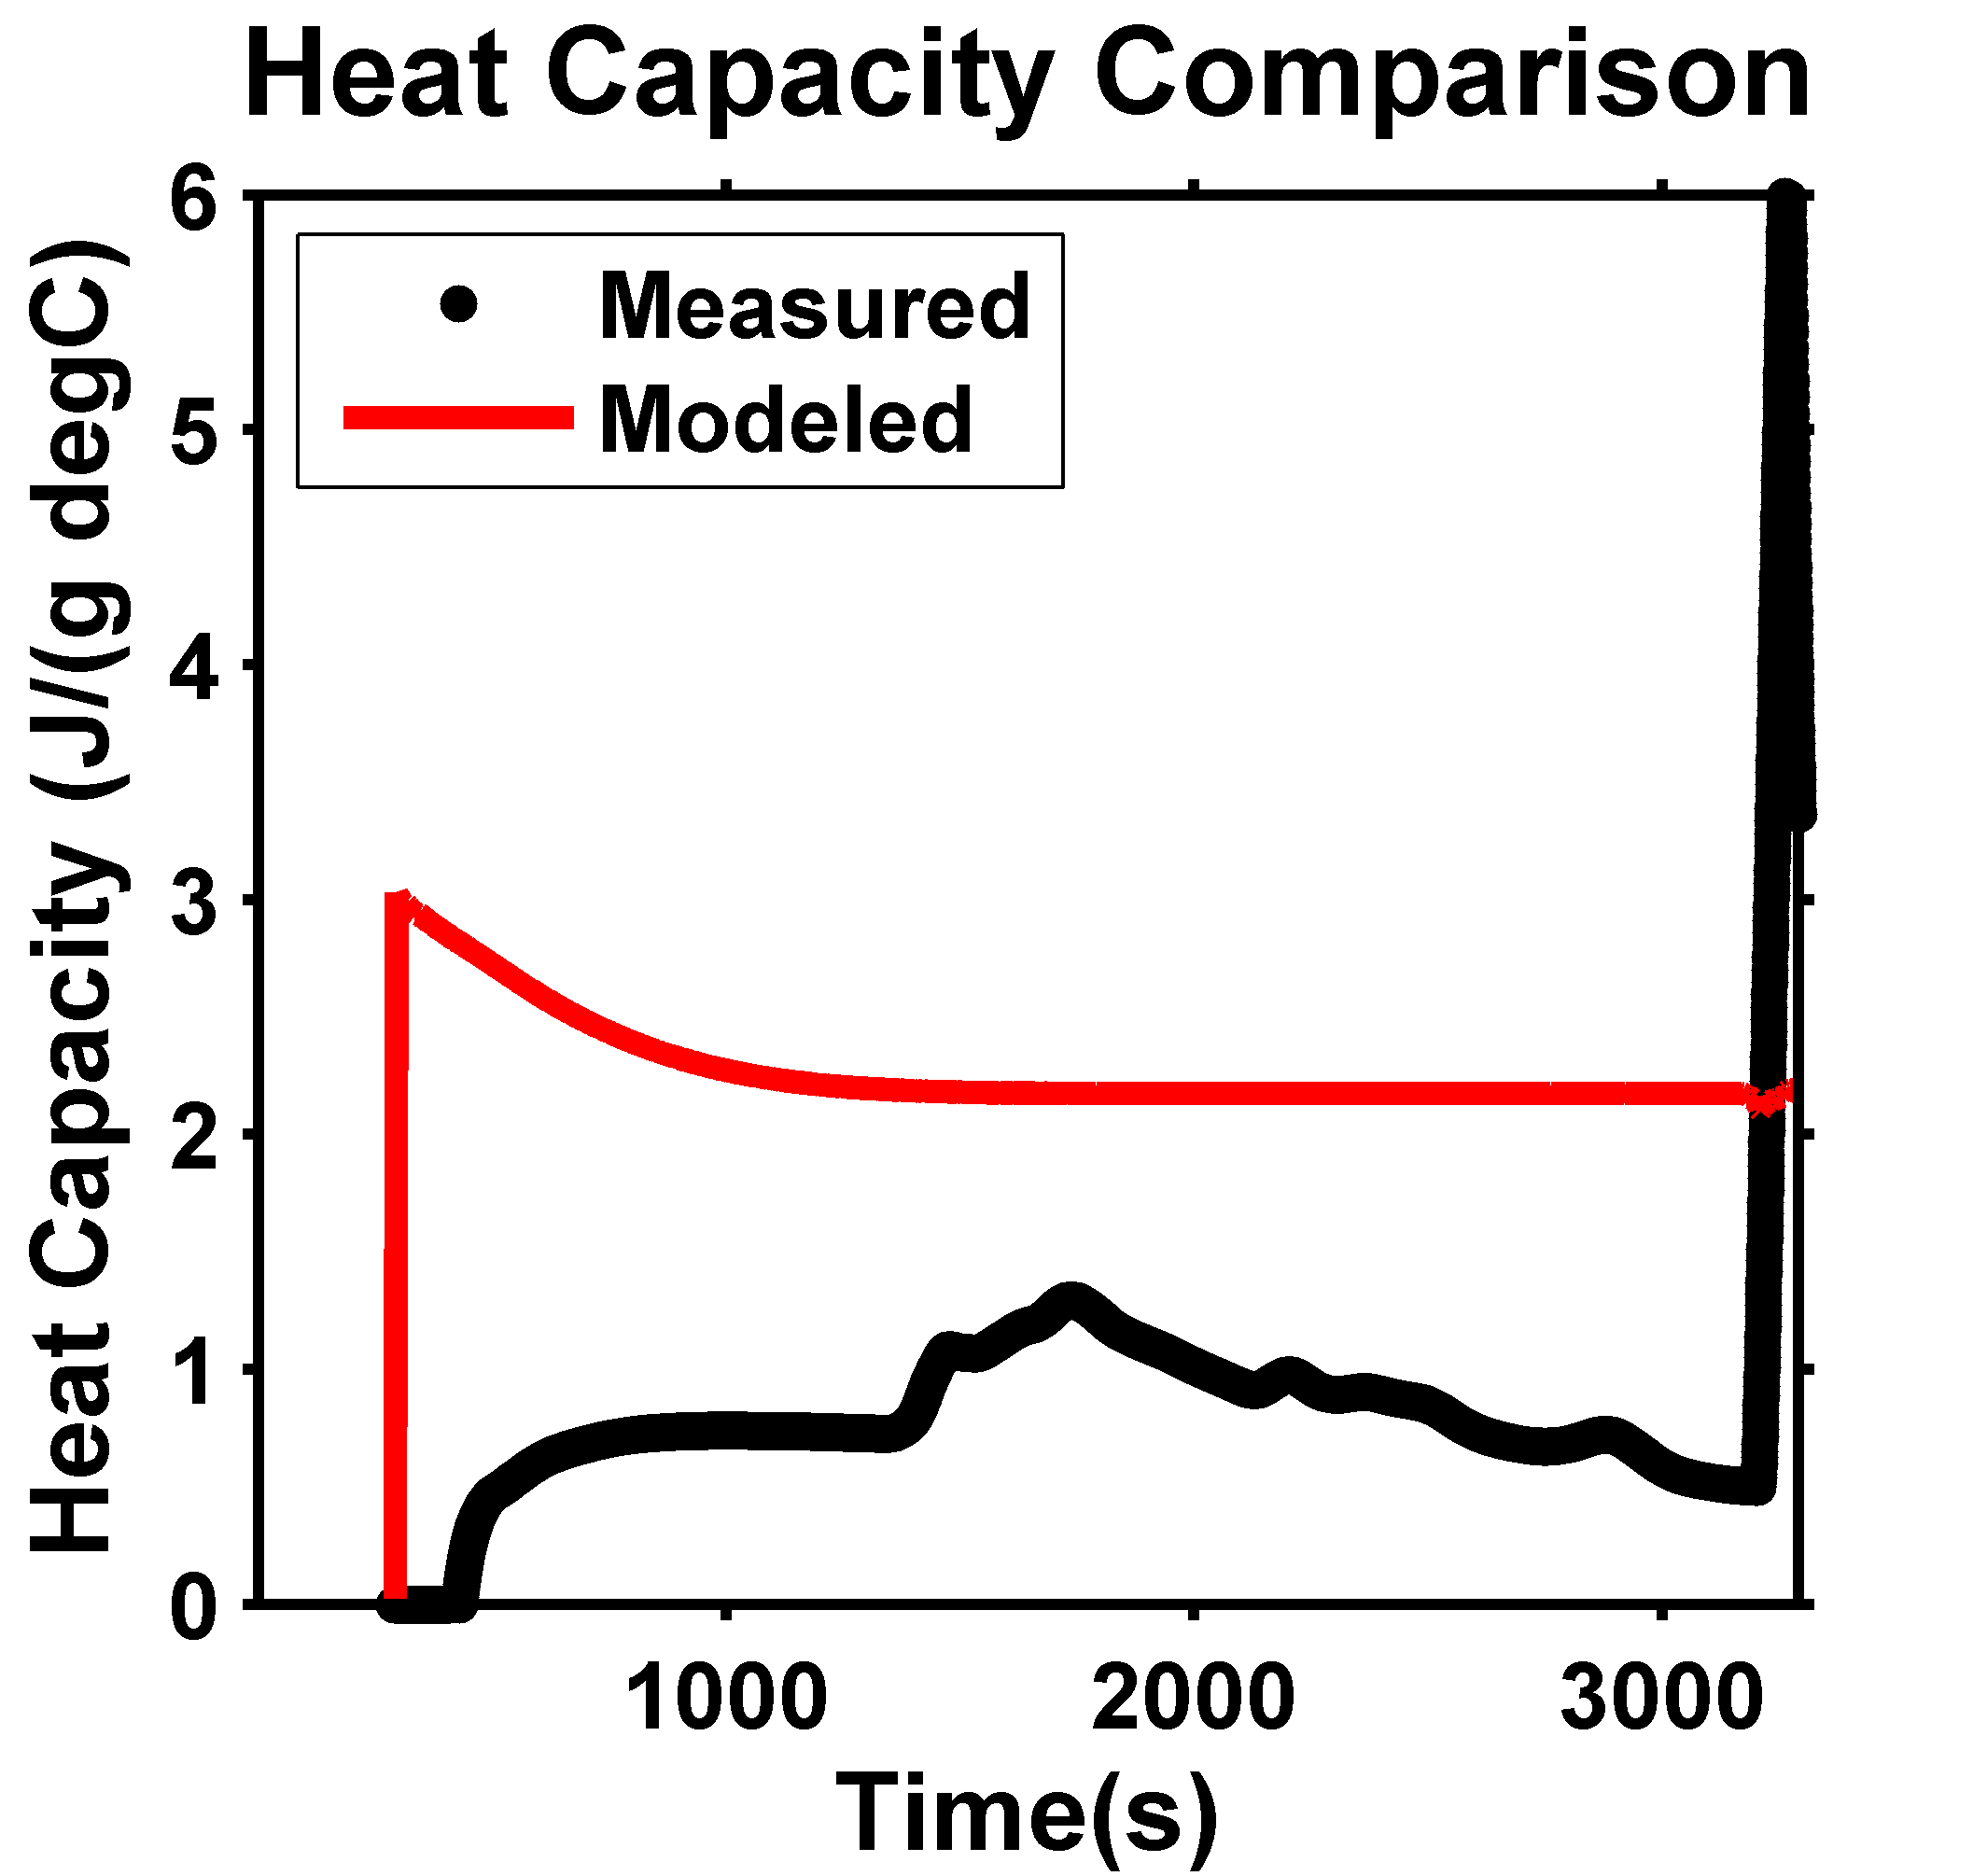 Heat Capacity Comparison
6
5
4
3
2
1
0
Heat Capacity (J/(g degC)
Measured
Modeled
1000 2000 3000
Time(s)